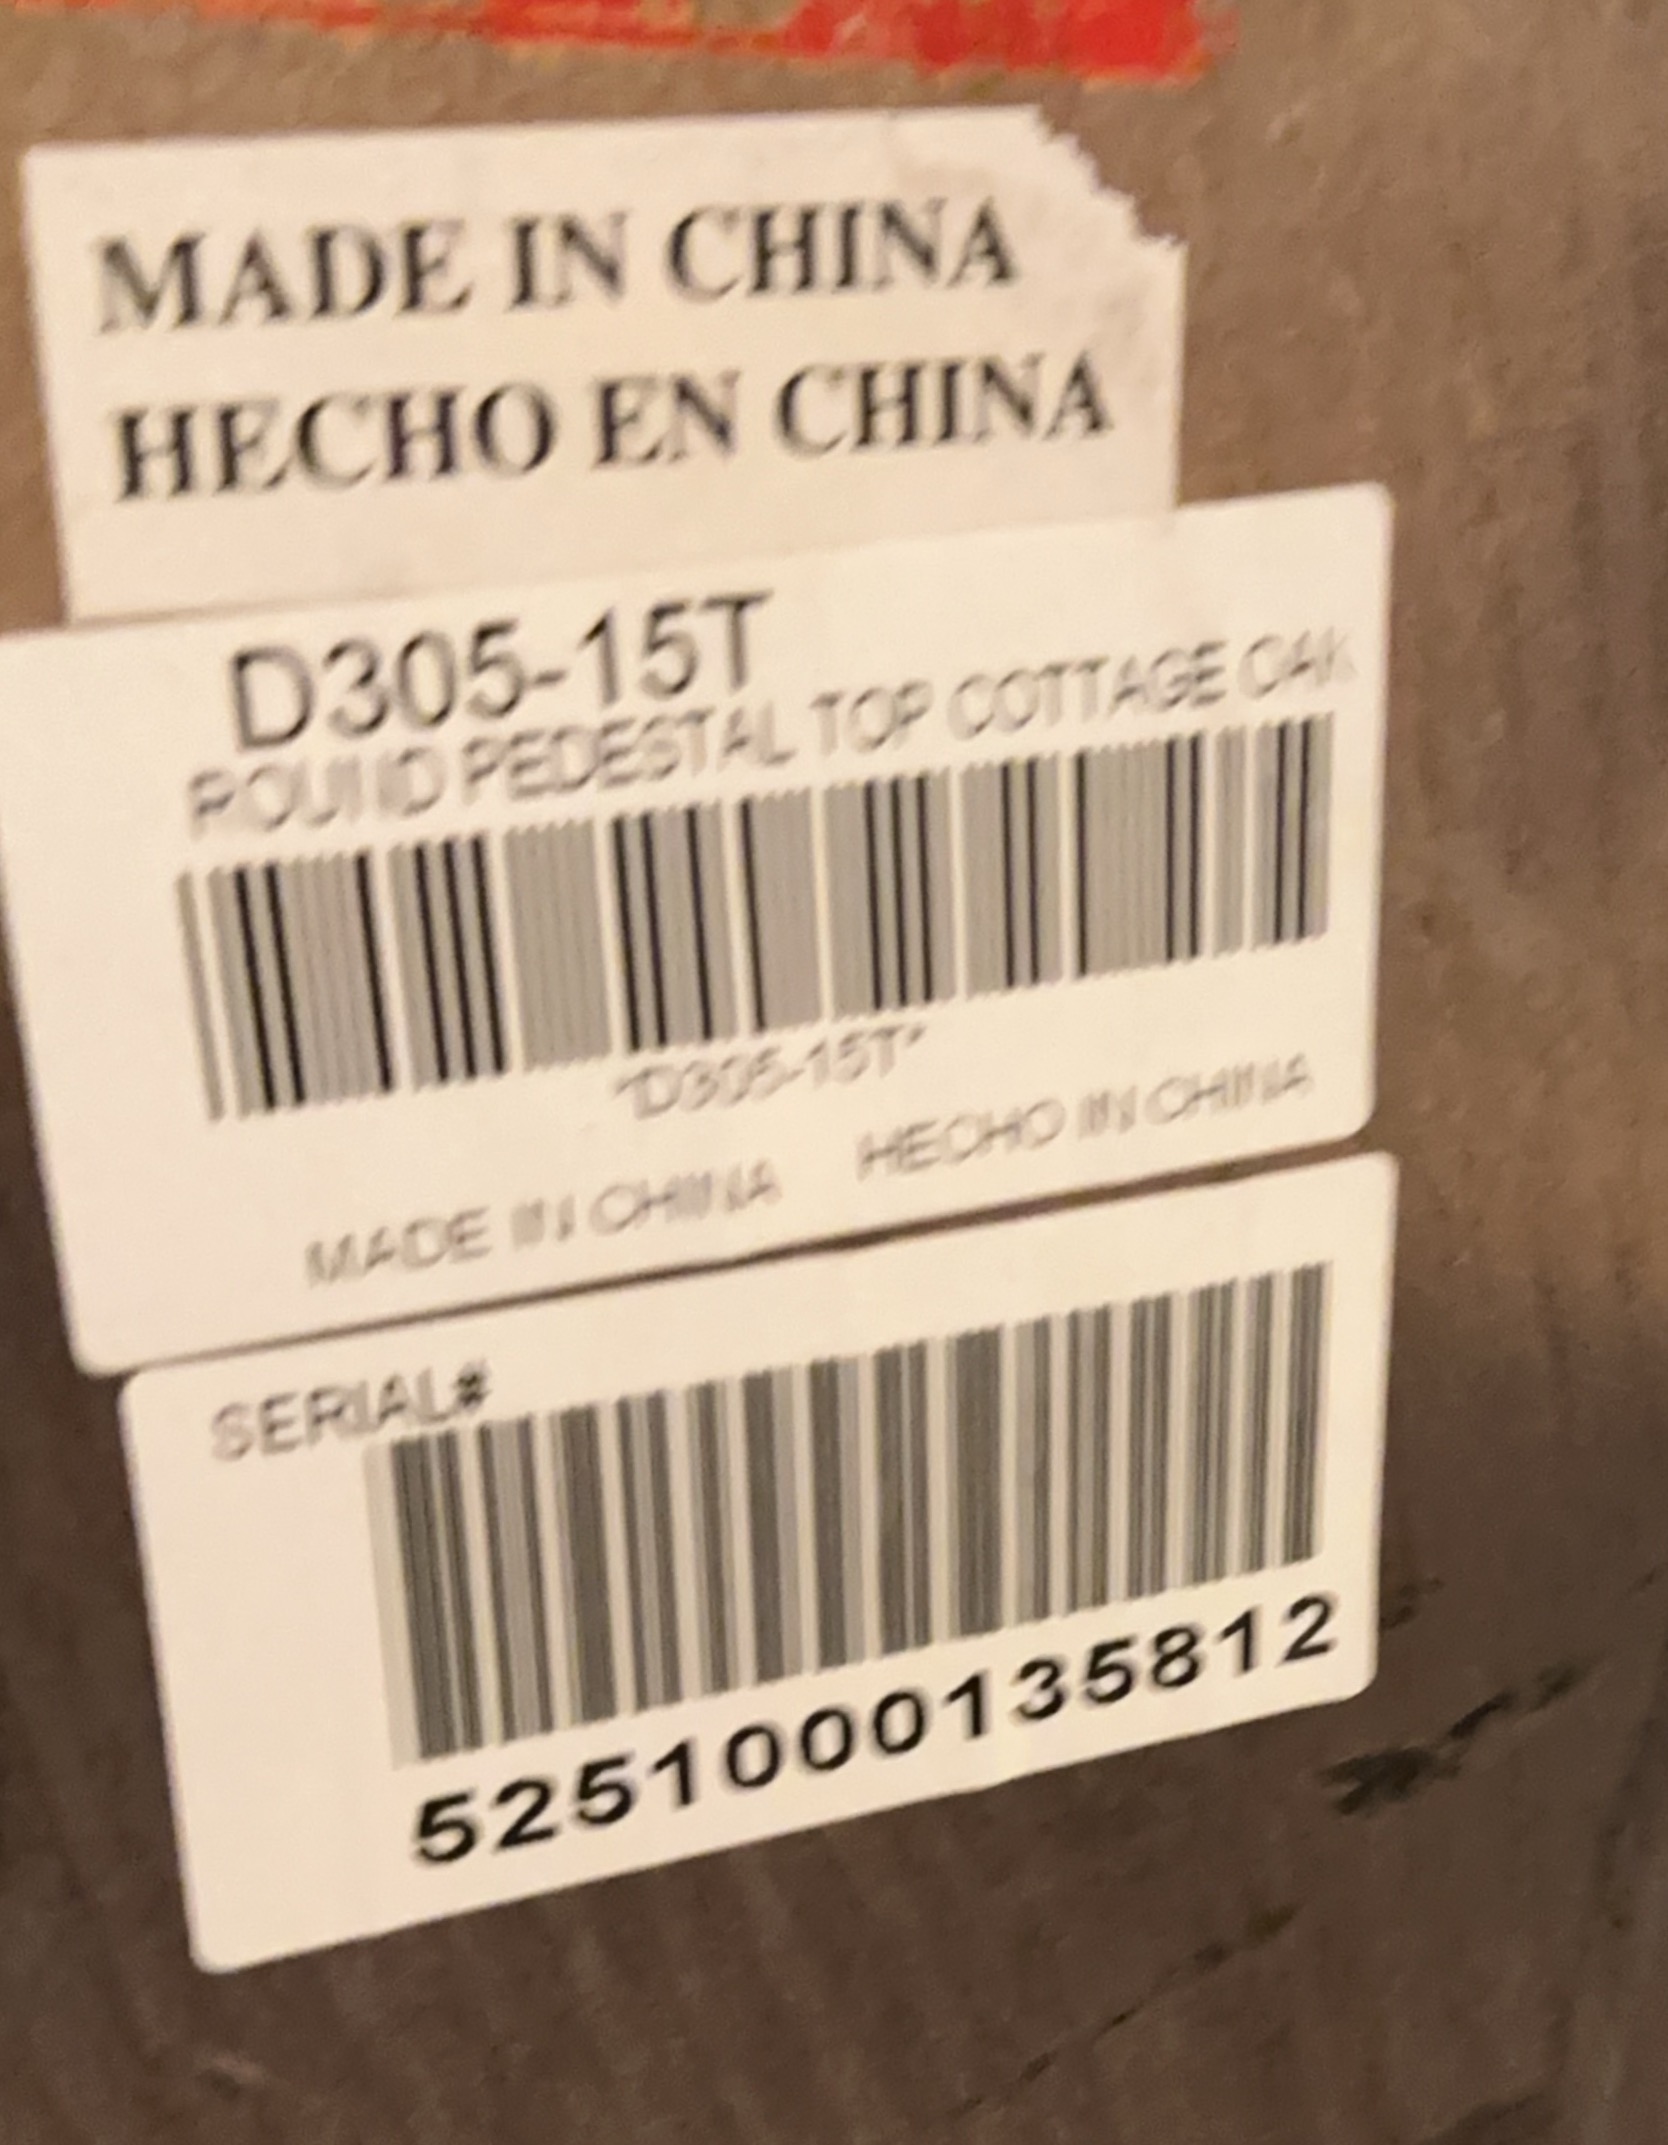 MADE IN CHINA
HECHO EN CHINA
D305-15T
ROUND PEDESTAL TOP COTTAGE OAK
*D305-15T*
MADE IN CHINA HECHO IN CHINA
SERIAL#
5251000135812